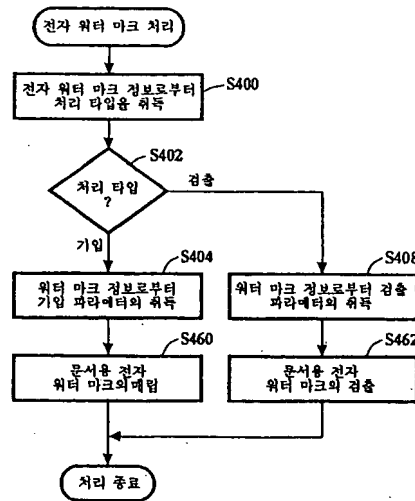 전자 워터 마크 처리
S400
전자 워터 마크 정보로부터
처리 타입을 취득
S402
처리 타입
?
검출
기입
S404
워터 마크 정보로부터
기입 파라메터의 취득
S408
워터 마크 정보로부터 검출
파라메터의 취득
S460
문서용 전자
워터 마크의매립
S462
문서용 전자
워터 마크의 검출
처리 종료